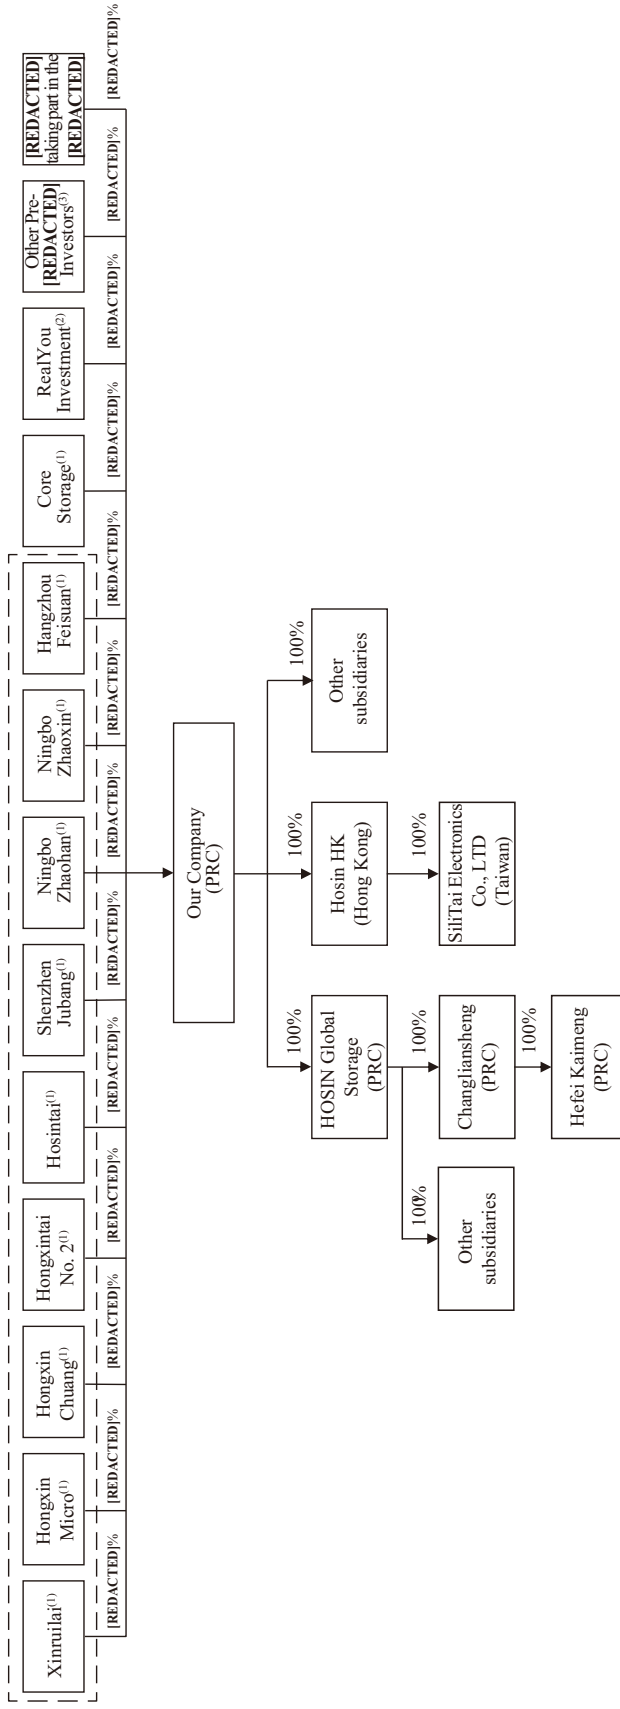 Xinruilai(1)
Hongxin
Micro(1)
Hongxin
Chuang(1)
Hongxintai
No. 2(1)
Hosintai(1)
Shenzhen
Jubang(1)
Ningbo
Zhaohan(1)
Ningbo
Zhaoxin(1)
Hangzhou
Feisuan(1)
Core
Storage(1)
RealYou
Investment(2)
Other Pre-
[REDACTED]
Investors(3)
[REDACTED]
taking part in the
[REDACTED]
[REDACTED]%
[REDACTED]%
[REDACTED]%
[REDACTED]%
[REDACTED]%
[REDACTED]%
[REDACTED]%
[REDACTED]%
[REDACTED]%
[REDACTED]%
[REDACTED]%
[REDACTED]%
[REDACTED]%
Our Company
(PRC)
100%
100%
100%
HOSIN Global
Storage
(PRC)
Hosin HK
(Hong Kong)
Other
subsidiaries
100%
100%
100%
Other
subsidiaries
Changliansheng
(PRC)
SiliTai Electronics
Co., LTD
(Taiwan)
100%
Hefei Kaimeng
(PRC)